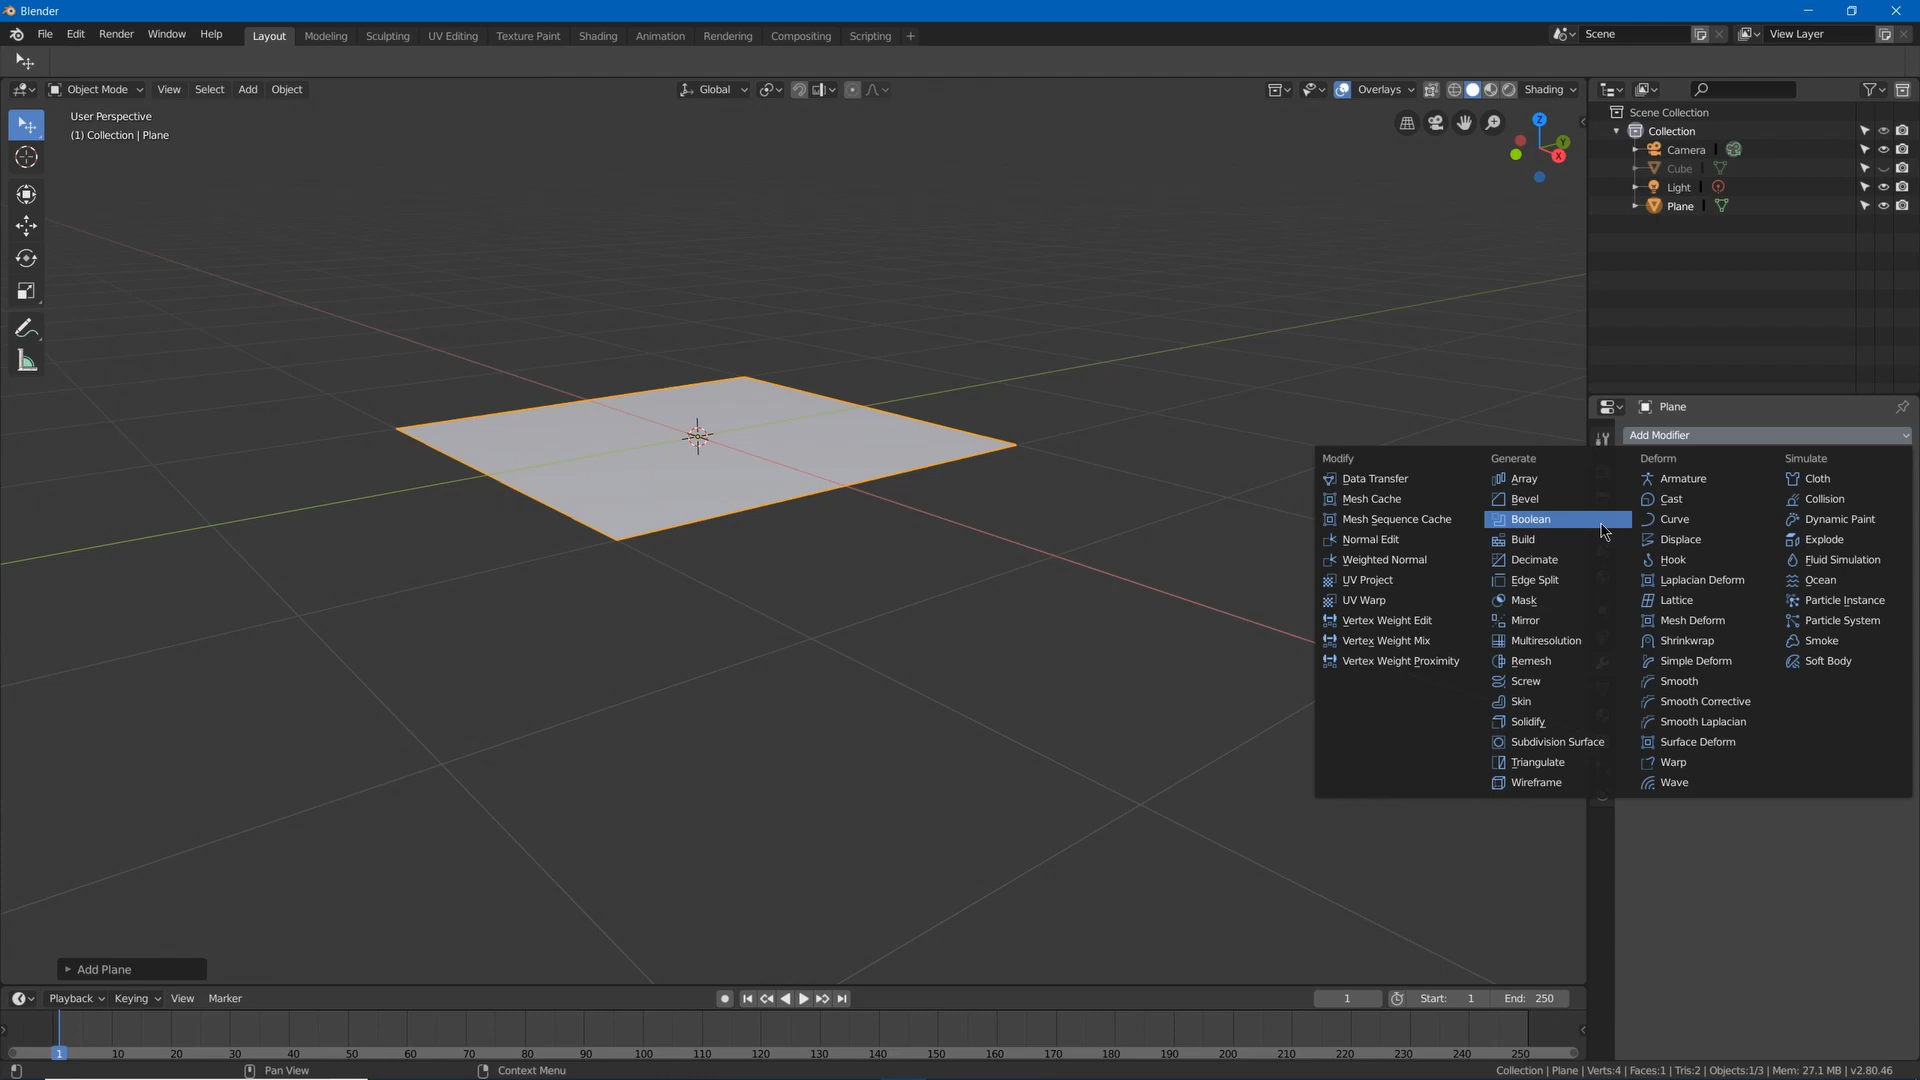 Blender
File Edit Render Window Help Layout Modeling Sculpting UV Editing Texture Paint Shading Animation Rendering Compositing Scripting + Scene View Layer
Object Mode View Select Add Object Global Overlays Shading
User Perspective
(1) Collection | Plane
Z
Y
X
Scene Collection
Collection
Camera
Cube
Light
Plane
Plane
Add Modifier
Modify
Data Transfer
Mesh Cache
Mesh Sequence Cache
Normal Edit
Weighted Normal
UV Project
UV Warp
Vertex Weight Edit
Vertex Weight Mix
Vertex Weight Proximity
Generate
Array
Bevel
Boolean
Build
Decimate
Edge Split
Mask
Mirror
Multiresolution
Remesh
Screw
Skin
Solidify
Subdivision Surface
Triangulate
Wireframe
Deform
Armature
Cast
Curve
Displace
Hook
Laplacian Deform
Lattice
Mesh Deform
Shrinkwrap
Simple Deform
Smooth
Smooth Corrective
Smooth Laplacian
Surface Deform
Warp
Wave
Simulate
Cloth
Collision
Dynamic Paint
Explode
Fluid Simulation
Ocean
Particle Instance
Particle System
Smoke
Soft Body
Add Plane
Playback Keying View Marker 1 Start: 1 End: 250
1 10 20 30 40 50 60 70 80 90 100 110 120 130 140 150 160 170 180 190 200 210 220 230 240 250
Pan View Context Menu Collection | Plane | Verts:4 | Faces:1 | Tris:2 | Objects:1/3 | Mem: 27.1 MB | v2.80.46